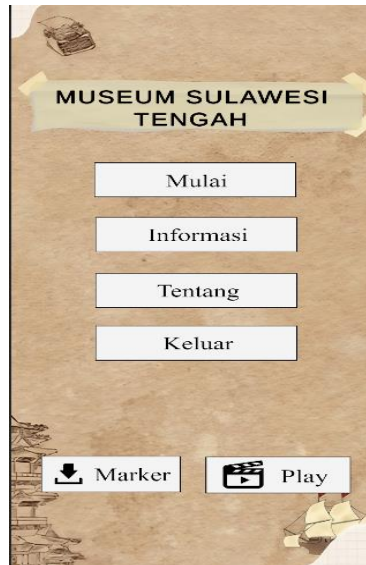 MUSEUM SULAWESI
TENGAH
Mulai
Informasi
Tentang
Keluar
Marker
Play